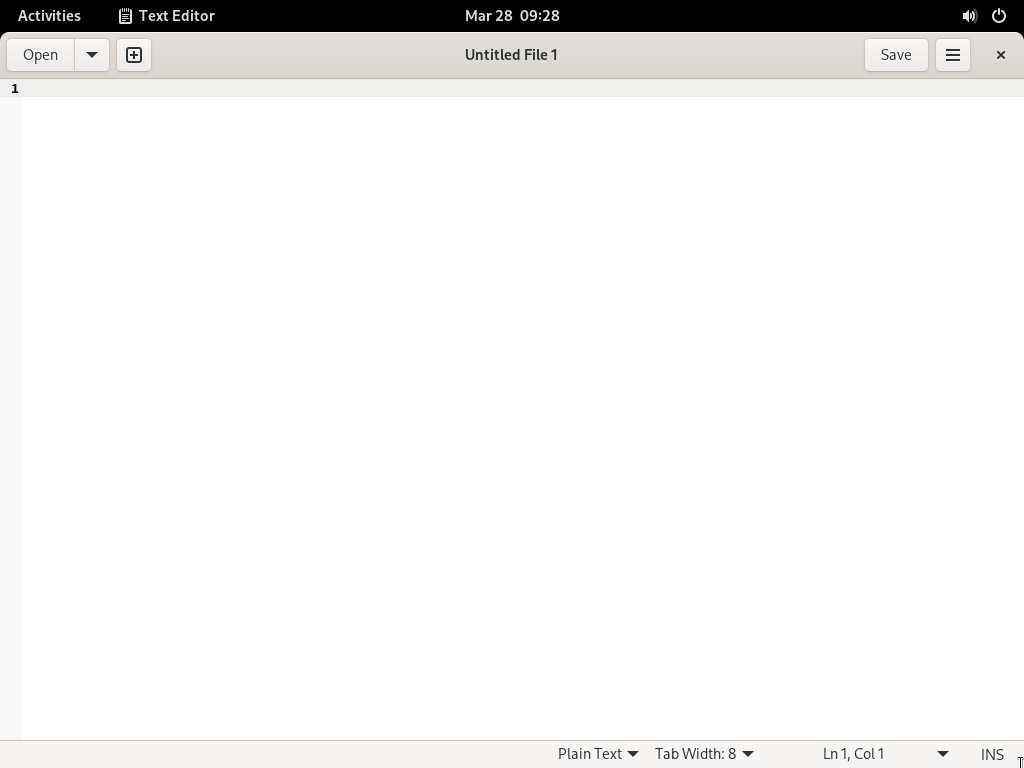 Activities Text Editor Mar 28 09:28
Open Untitled File 1 Save
1
Plain Text Tab Width: 8 Ln 1, Col 1 INS